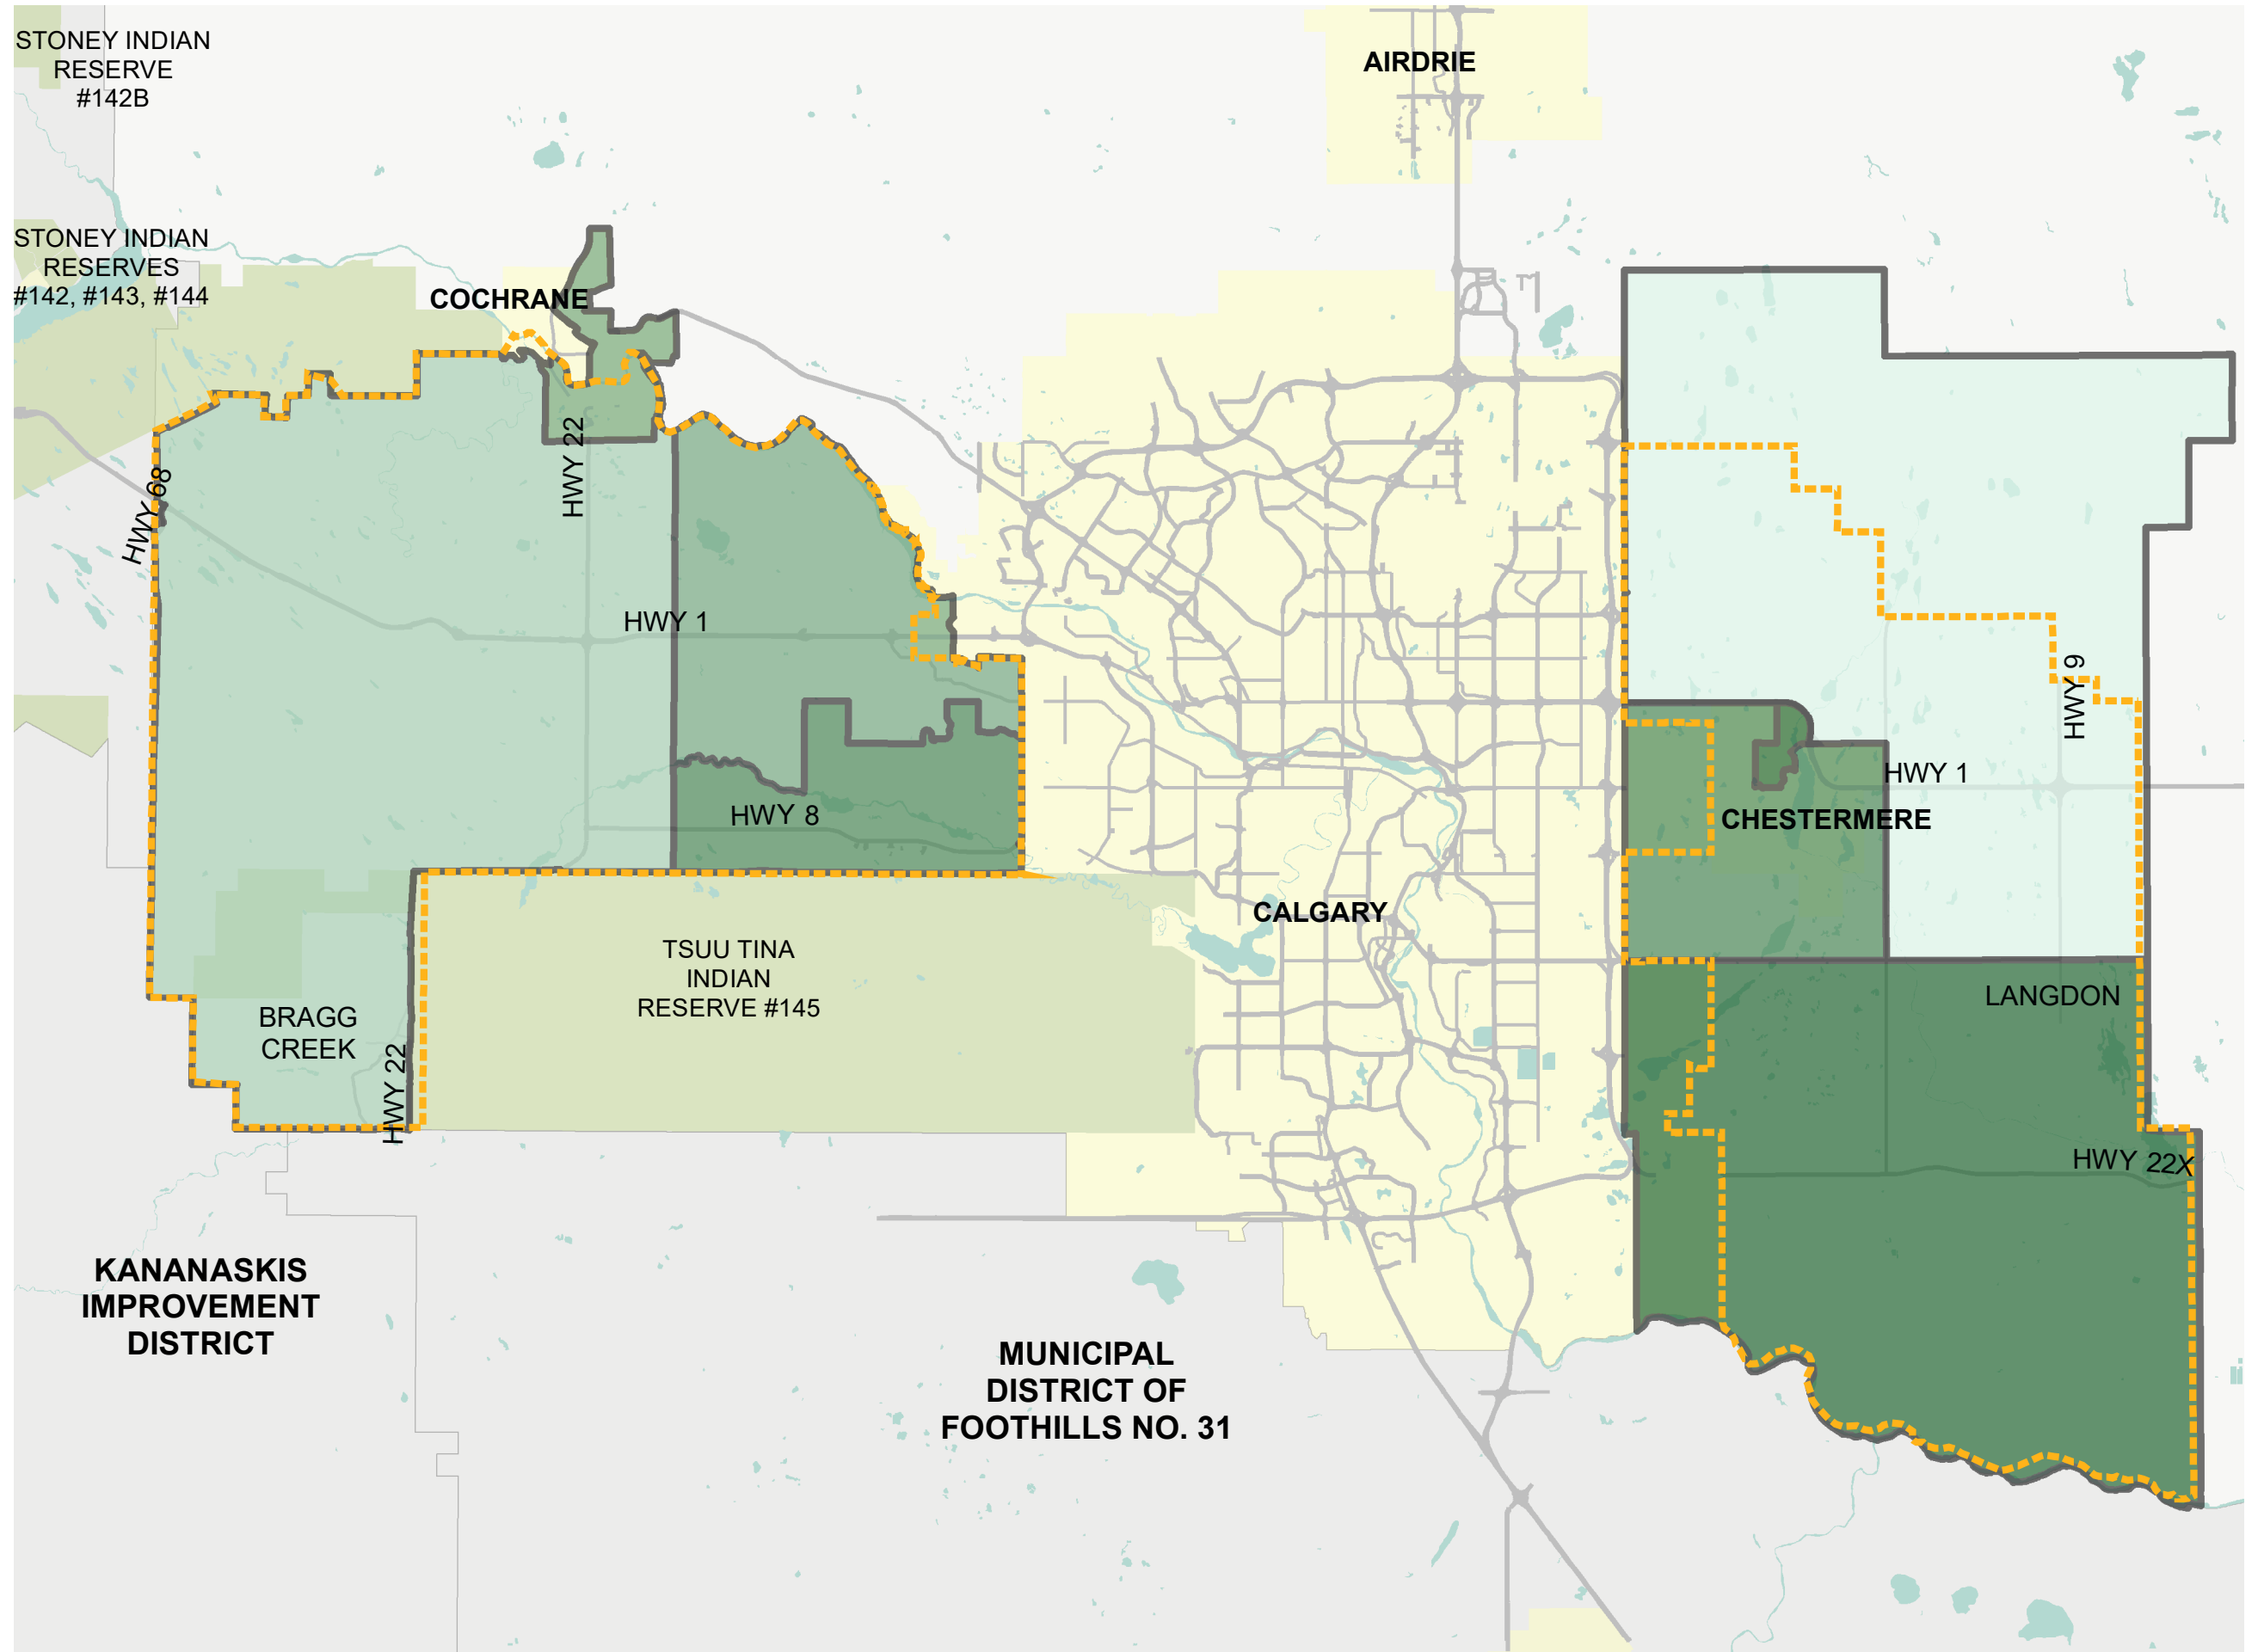 STONEY INDIAN
RESERVE
#142B
AIRDRIE
STONEY INDIAN
RESERVES
#142, #143, #144
COCHRANE
HWY 22
HWY 68
HWY 1
HWY 9
HWY 1
HWY 8
CHESTERMERE
CALGARY
TSUU TINA
INDIAN
RESERVE #145
LANGDON
BRAGG
CREEK
HWY 22
HWY 22X
KANANASKIS
IMPROVEMENT
DISTRICT
MUNICIPAL
DISTRICT OF
FOOTHILLS NO. 31